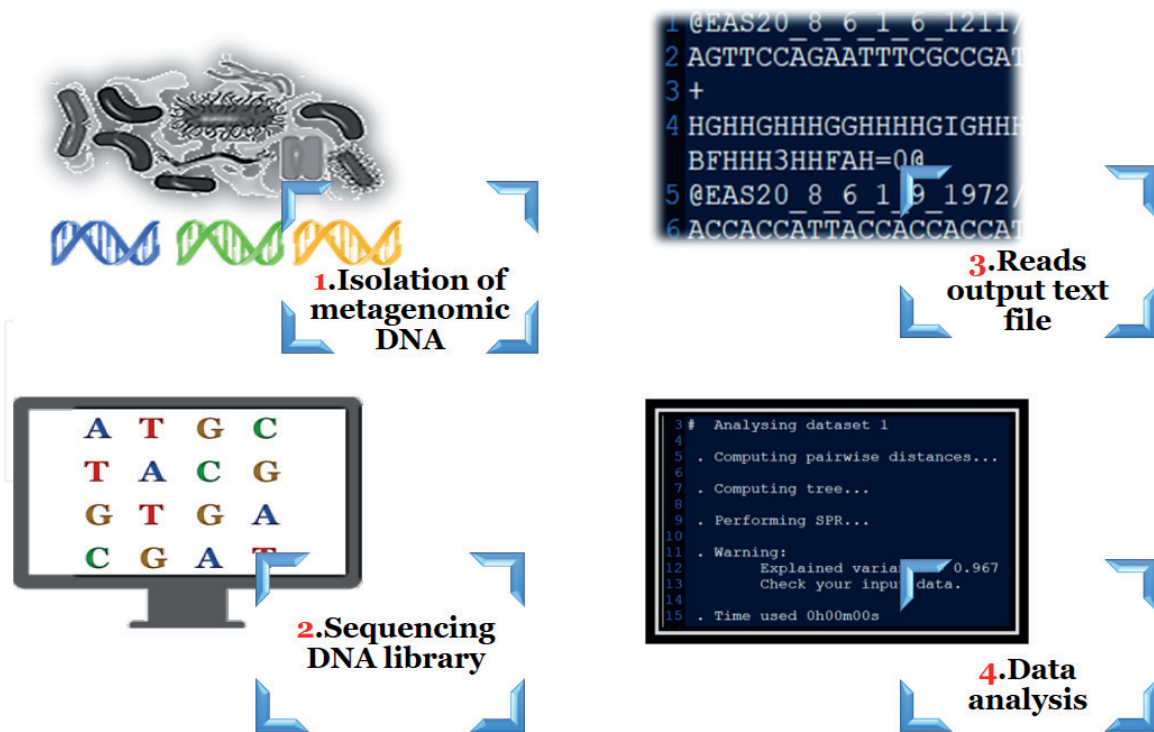 1.Isolation of
metagenomic
DNA
A T G C
T A C G
G T G A
C G A T
2.Sequencing
DNA library
1 @EAS20_8_6_1_6_1211/
2 AGTTCCAGAATTTCGCCGAT
3 +
4 HGHHGHHHGGHHHHGIGHHH
BFHHH3HHFAH=0@
5 @EAS20_8_6_1_9_1972/
6 ACCACCATTACCACCACCAT
3.Reads
output text
file
3 # Analysing dataset 1
4
5 . Computing pairwise distances...
6
7 . Computing tree...
8
9 . Performing SPR...
10
11 . Warning:
12 Explained varian 0.967
13 Check your input data.
14
15 . Time used 0h00m00s
4.Data
analysis